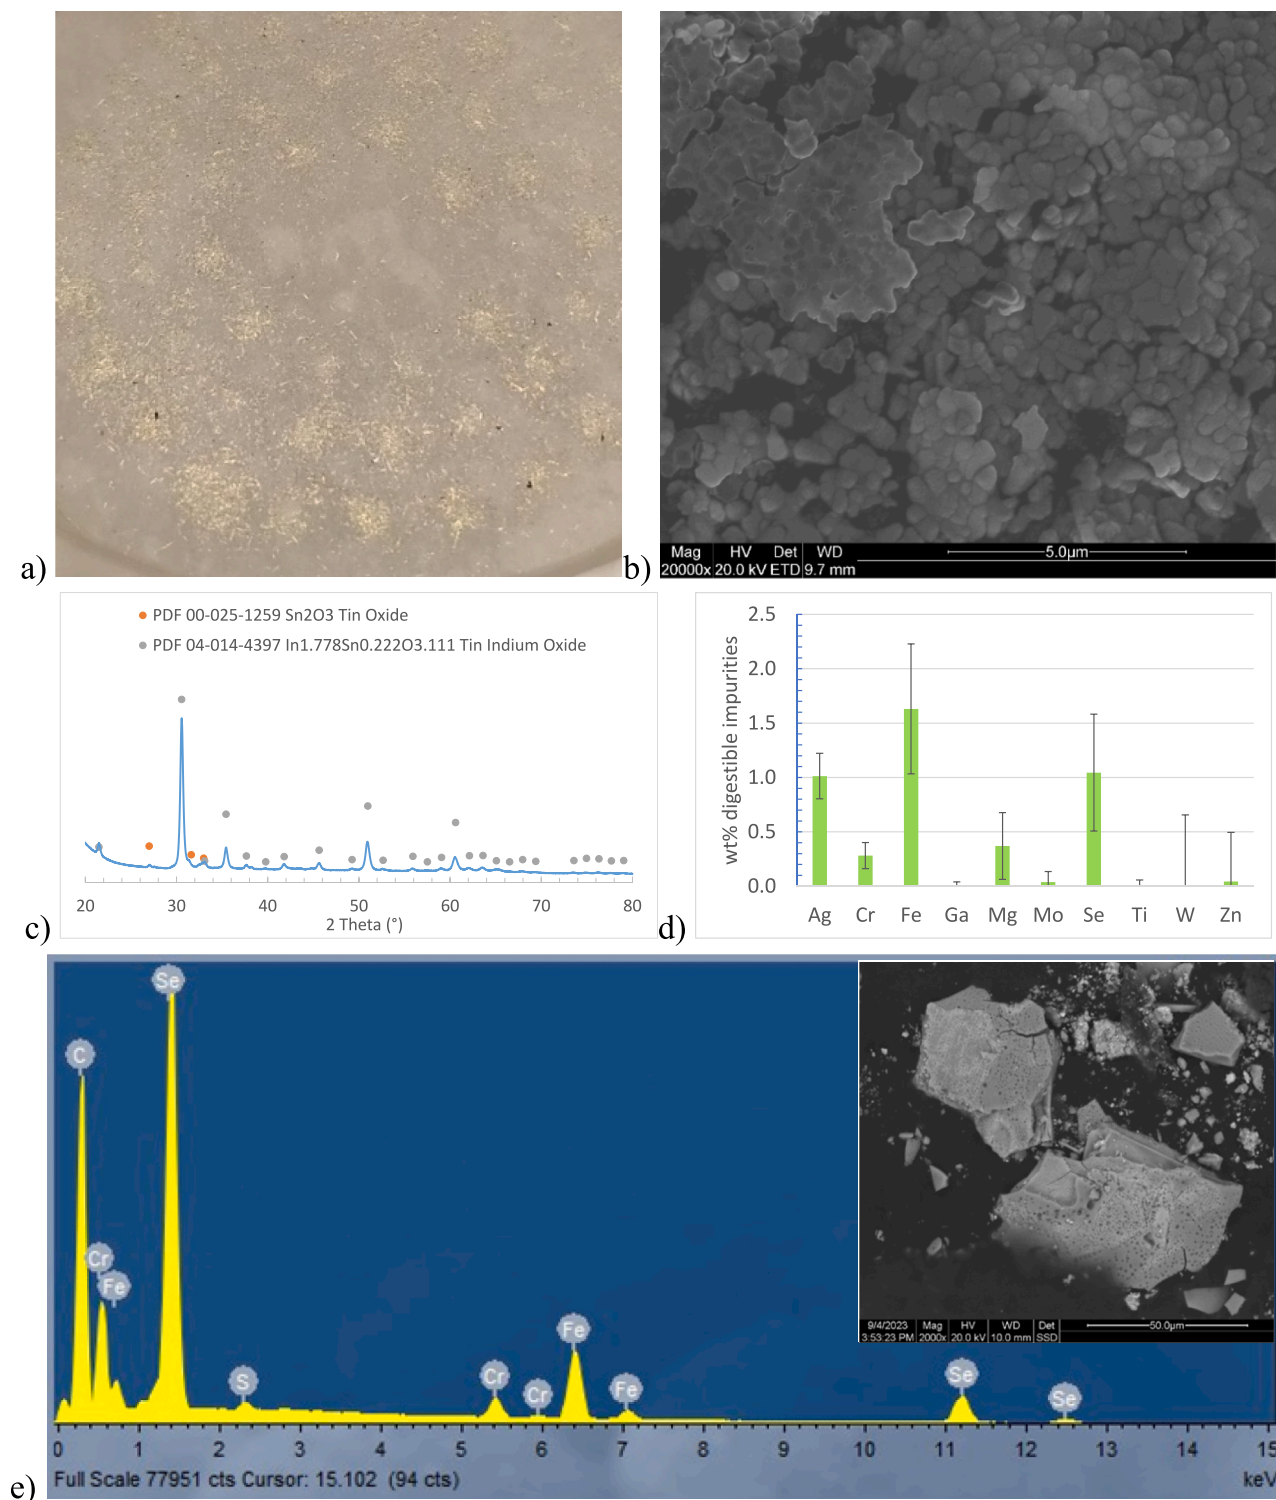 a)
b)
Mag HV Det WD
20000x 20.0 kV ETD 9.7 mm
5.0µm
PDF 00-025-1259 Sn2O3 Tin Oxide
PDF 04-014-4397 In1.778Sn0.222O3.111 Tin Indium Oxide
20 30 40 50 60 70 80
2 Theta (°)
c)
wt% digestible impurities
2.5
2.0
1.5
1.0
0.5
0.0
Ag Cr Fe Ga Mg Mo Se Ti W Zn
d)
Se
C
Cr
Fe
S
Cr
Cr
Fe
Fe
Se
Se
9/4/2023 Mag HV WD Det
3:53:23 PM 2000x 20.0 kV 10.0 mm SSD
50.0µm
0 1 2 3 4 5 6 7 8 9 10 11 12 13 14 15
Full Scale 77951 cts Cursor: 15.102 (94 cts)
keV
e)